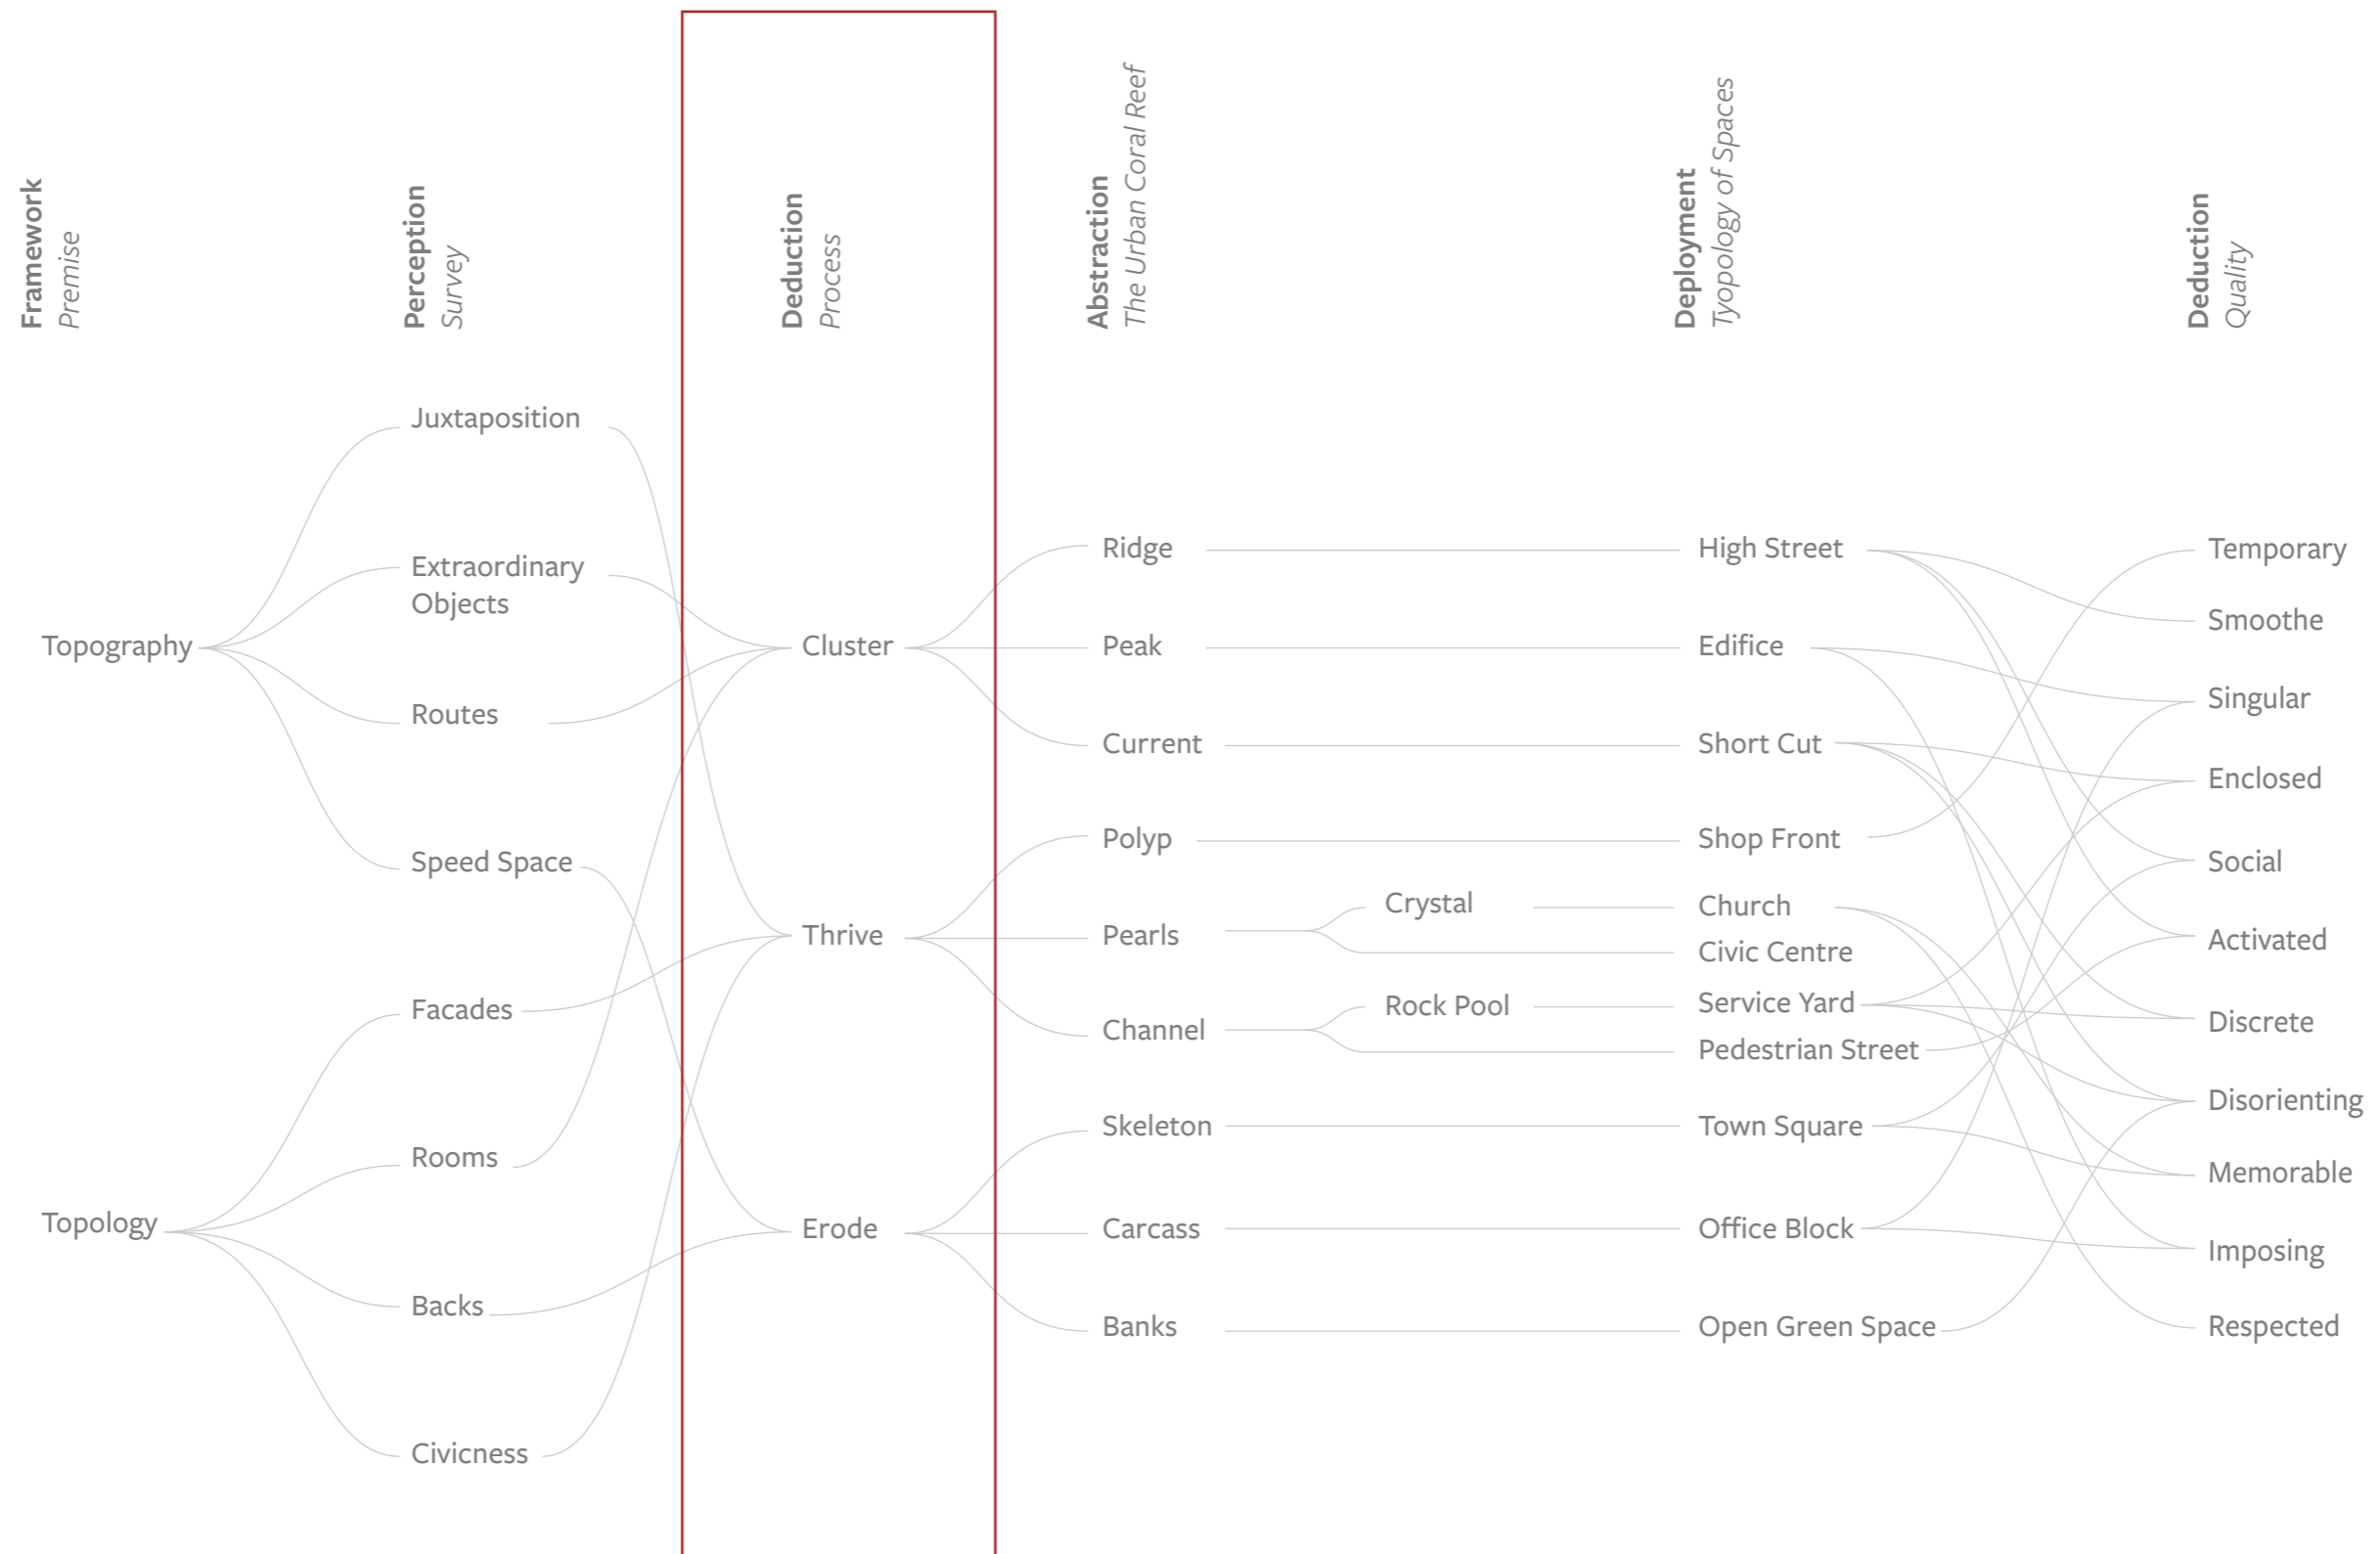 Framework
Premise
Perception
Survey
Deduction
Process
Abstraction
The Urban Coral Reef
Deployment
Tyopology of Spaces
Deduction
Quality
Topography
Topology
Juxtaposition
Extraordinary
Objects
Routes
Speed Space
Facades
Rooms
Backs
Civicness
Cluster
Thrive
Erode
Ridge
Peak
Current
Polyp
Pearls
Channel
Skeleton
Carcass
Banks
Crystal
Rock Pool
High Street
Edifice
Short Cut
Shop Front
Church
Civic Centre
Service Yard
Pedestrian Street
Town Square
Office Block
Open Green Space
Temporary
Smoothe
Singular
Enclosed
Social
Activated
Discrete
Disorienting
Memorable
Imposing
Respected